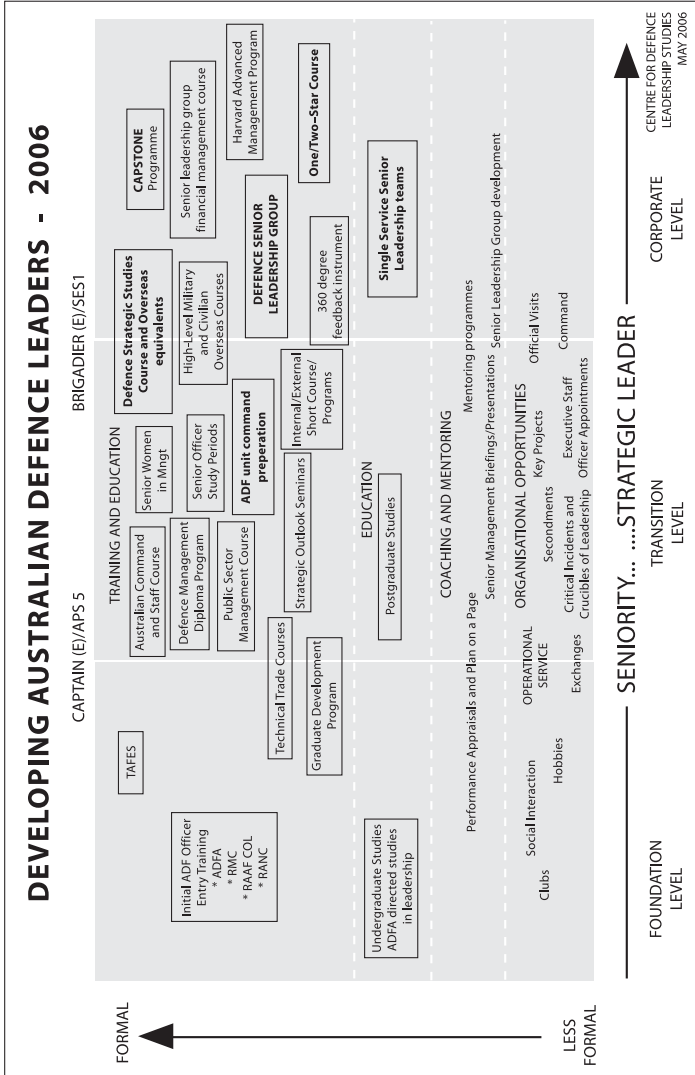 DEVELOPING AUSTRALIAN DEFENCE LEADERS - 2006
CAPTAIN (E)/APS 5
BRIGADIER (E)/SES1
FORMAL
LESS
FORMAL
TRAINING AND EDUCATION
TAFES
Initial ADF Officer
Entry Training
* ADFA
* RMC
* RAAF COL
* RANC
Technical Trade Courses
Graduate Development
Program
Australian Command
and Staff Course
Defence Management
Diploma Program
Public Sector
Management Course
Strategic Outlook Seminars
Senior Women
in Mngt
Senior Officer
Study Periods
ADF unit command
preperation
Internal/External
Short Course/
Programs
Defence Strategic Studies
Course and Overseas
equivalents
High-Level Military
and Civilian
Overseas Courses
DEFENCE SENIOR
LEADERSHIP GROUP
360 degree
feedback instrument
CAPSTONE
Programme
Senior leadership group
financial management course
Harvard Advanced
Management Program
One/Two-Star Course
EDUCATION
Undergraduate Studies
ADFA directed studies
in leadership
Postgraduate Studies
Single Service Senior
Leadership teams
COACHING AND MENTORING
Performance Appraisals and Plan on a Page
Mentoring programmes
Senior Management Briefings/Presentations
Senior Leadership Group development
ORGANISATIONAL OPPORTUNITIES
Clubs
Social Interaction
Hobbies
OPERATIONAL
SERVICE
Exchanges
Secondments
Critical Incidents and
Crucibles of Leadership
Key Projects
Executive Staff
Officer Appointments
Official Visits
Command
SENIORITY... ....STRATEGIC LEADER
FOUNDATION
LEVEL
TRANSITION
LEVEL
CORPORATE
LEVEL
CENTRE FOR DEFENCE
LEADERSHIP STUDIES
MAY 2006